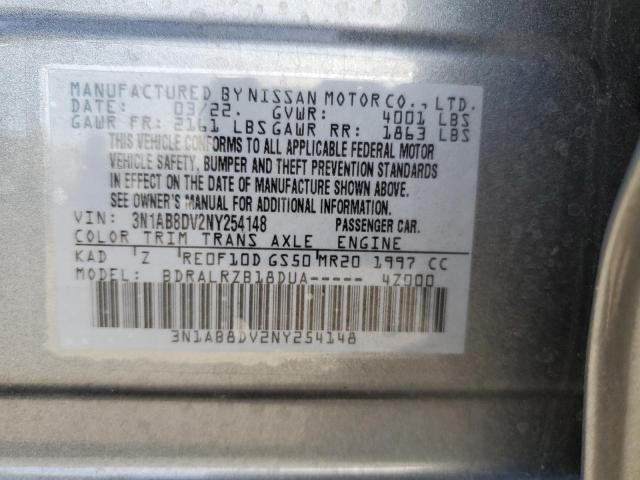 MANUFACTURED BY NISSAN MOTOR CO., LTD.
DATE: 03/22. GVWR: 4001 LBS
GAWR FR: 2161 LBS GAWR RR: 1863 LBS
THIS VEHICLE CONFORMS TO ALL APPLICABLE FEDERAL MOTOR
VEHICLE SAFETY, BUMPER AND THEFT PREVENTION STANDARDS
IN EFFECT ON THE DATE OF MANUFACTURE SHOWN ABOVE.
SEE OWNER'S MANUAL FOR ADDITIONAL INFORMATION.
VIN: 3N1AB8DV2NY254148 PASSENGER CAR.
COLOR TRIM TRANS AXLE ENGINE
KAD Z RE0F10D GS50 MR20 1997 CC
MODEL: BDRALRZB18DUA----- 4Z000
3N1AB8DV2NY254148